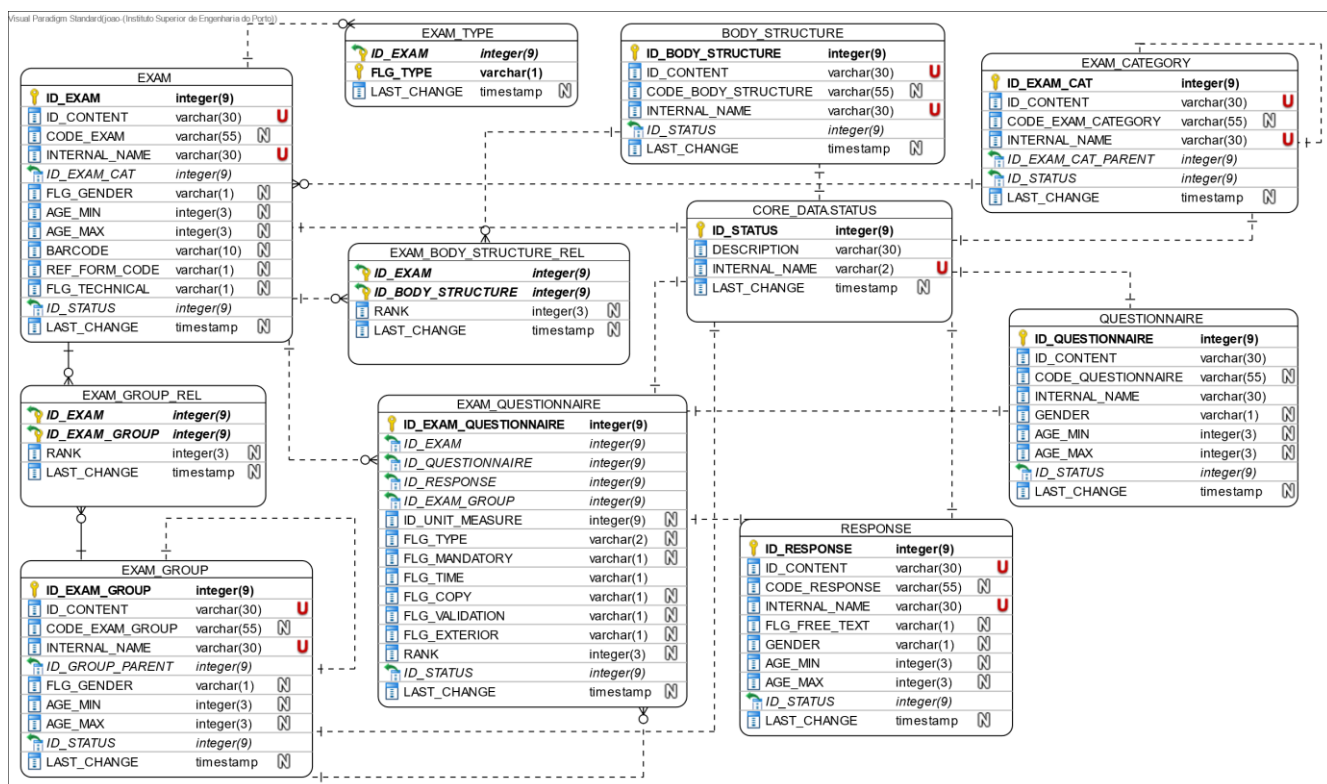 Visual Paradigm Standard(joao-(Instituto Superior de Engenharia do Porto))
EXAM_TYPE
ID_EXAM integer(9)
FLG_TYPE varchar(1)
LAST_CHANGE timestamp N
BODY_STRUCTURE
ID_BODY_STRUCTURE integer(9)
ID_CONTENT varchar(30) U
CODE_BODY_STRUCTURE varchar(55) N
INTERNAL_NAME varchar(30) U
ID_STATUS integer(9)
LAST_CHANGE timestamp N
EXAM_CATEGORY
ID_EXAM_CAT integer(9)
ID_CONTENT varchar(30) U
CODE_EXAM_CATEGORY varchar(55) N
INTERNAL_NAME varchar(30) U
ID_EXAM_CAT_PARENT integer(9)
ID_STATUS integer(9)
LAST_CHANGE timestamp N
EXAM
ID_EXAM integer(9)
ID_CONTENT varchar(30) U
CODE_EXAM varchar(55) N
INTERNAL_NAME varchar(30) U
ID_EXAM_CAT integer(9)
FLG_GENDER varchar(1) N
AGE_MIN integer(3) N
AGE_MAX integer(3) N
BARCODE varchar(10) N
REF_FORM_CODE varchar(1) N
FLG_TECHNICAL varchar(1) N
ID_STATUS integer(9)
LAST_CHANGE timestamp N
CORE_DATA.STATUS
ID_STATUS integer(9)
DESCRIPTION varchar(30)
INTERNAL_NAME varchar(2) U
LAST_CHANGE timestamp N
EXAM_BODY_STRUCTURE_REL
ID_EXAM integer(9)
ID_BODY_STRUCTURE integer(9)
RANK integer(3) N
LAST_CHANGE timestamp N
QUESTIONNAIRE
ID_QUESTIONNAIRE integer(9)
ID_CONTENT varchar(30)
CODE_QUESTIONNAIRE varchar(55) N
INTERNAL_NAME varchar(30)
GENDER varchar(1) N
AGE_MIN integer(3) N
AGE_MAX integer(3) N
ID_STATUS integer(9)
LAST_CHANGE timestamp N
EXAM_GROUP_REL
ID_EXAM integer(9)
ID_EXAM_GROUP integer(9)
RANK integer(3) N
LAST_CHANGE timestamp N
EXAM_QUESTIONNAIRE
ID_EXAM_QUESTIONNAIRE integer(9)
ID_EXAM integer(9)
ID_QUESTIONNAIRE integer(9)
ID_RESPONSE integer(9)
ID_EXAM_GROUP integer(9)
ID_UNIT_MEASURE integer(9) N
FLG_TYPE varchar(2) N
FLG_MANDATORY varchar(1) N
FLG_TIME varchar(1)
FLG_COPY varchar(1) N
FLG_VALIDATION varchar(1) N
FLG_EXTERIOR varchar(1) N
RANK integer(3) N
ID_STATUS integer(9)
LAST_CHANGE timestamp N
RESPONSE
ID_RESPONSE integer(9)
ID_CONTENT varchar(30) U
CODE_RESPONSE varchar(55) N
INTERNAL_NAME varchar(30) U
FLG_FREE_TEXT varchar(1) N
GENDER varchar(1) N
AGE_MIN integer(3) N
AGE_MAX integer(3) N
ID_STATUS integer(9)
LAST_CHANGE timestamp N
EXAM_GROUP
ID_EXAM_GROUP integer(9)
ID_CONTENT varchar(30) U
CODE_EXAM_GROUP varchar(55) N
INTERNAL_NAME varchar(30) U
ID_GROUP_PARENT integer(9)
FLG_GENDER varchar(1) N
AGE_MIN integer(3) N
AGE_MAX integer(3) N
ID_STATUS integer(9)
LAST_CHANGE timestamp N